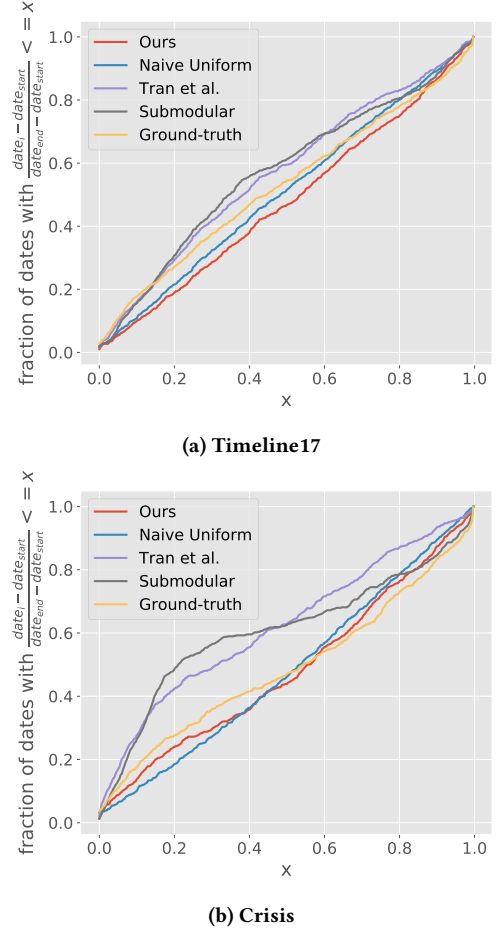 1.0
0.8
0.6
0.4
0.2
0.0
fraction of dates with date_i − date_start / date_end − date_start <= x
Ours
Naive Uniform
Tran et al.
Submodular
Ground-truth
0.0 0.2 0.4 0.6 0.8 1.0
x
(a) Timeline17
1.0
0.8
0.6
0.4
0.2
0.0
fraction of dates with date_i − date_start / date_end − date_start <= x
Ours
Naive Uniform
Tran et al.
Submodular
Ground-truth
0.0 0.2 0.4 0.6 0.8 1.0
x
(b) Crisis